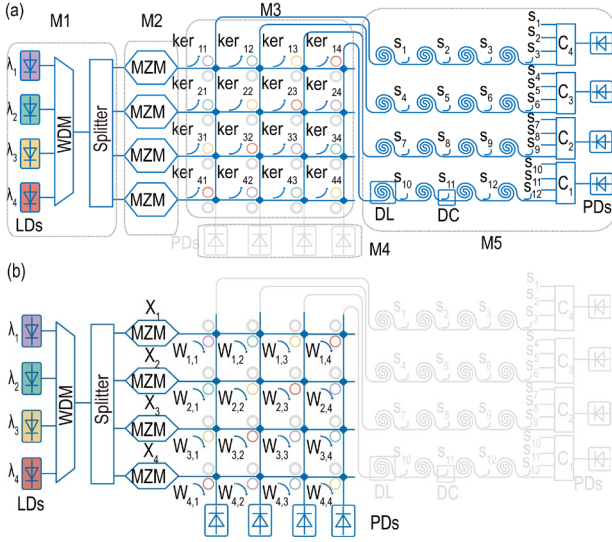 (a)
M1
M2
M3
λ1
λ2
λ3
λ4
LDs
WDM
Splitter
MZM
MZM
MZM
MZM
ker11 ker12 ker13 ker14
ker21 ker22 ker23 ker24
ker31 ker32 ker33 ker34
ker41 ker42 ker43 ker44
PDs
M4
S1 S2 S3
S4 S5 S6
S7 S8 S9
S10 S11 S12
DL
DC
S1
S2
S3
C4
S4
S5
S6
C3
S7
S8
S9
C2
S10
S11
S12
C1
PDs
M5
(b)
λ1
λ2
λ3
λ4
LDs
WDM
Splitter
X1
MZM
X2
MZM
X3
MZM
X4
MZM
W1,1 W1,2 W1,3 W1,4
W2,1 W2,2 W2,3 W2,4
W3,1 W3,2 W3,3 W3,4
W4,1 W4,2 W4,3 W4,4
PDs
S1 S2 S3
S4 S5 S6
S7 S8 S9
S10 S11 S12
DL
DC
S1
S2
S3
C4
S4
S5
S6
C3
S7
S8
S9
C2
S10
S11
S12
C1
PDs